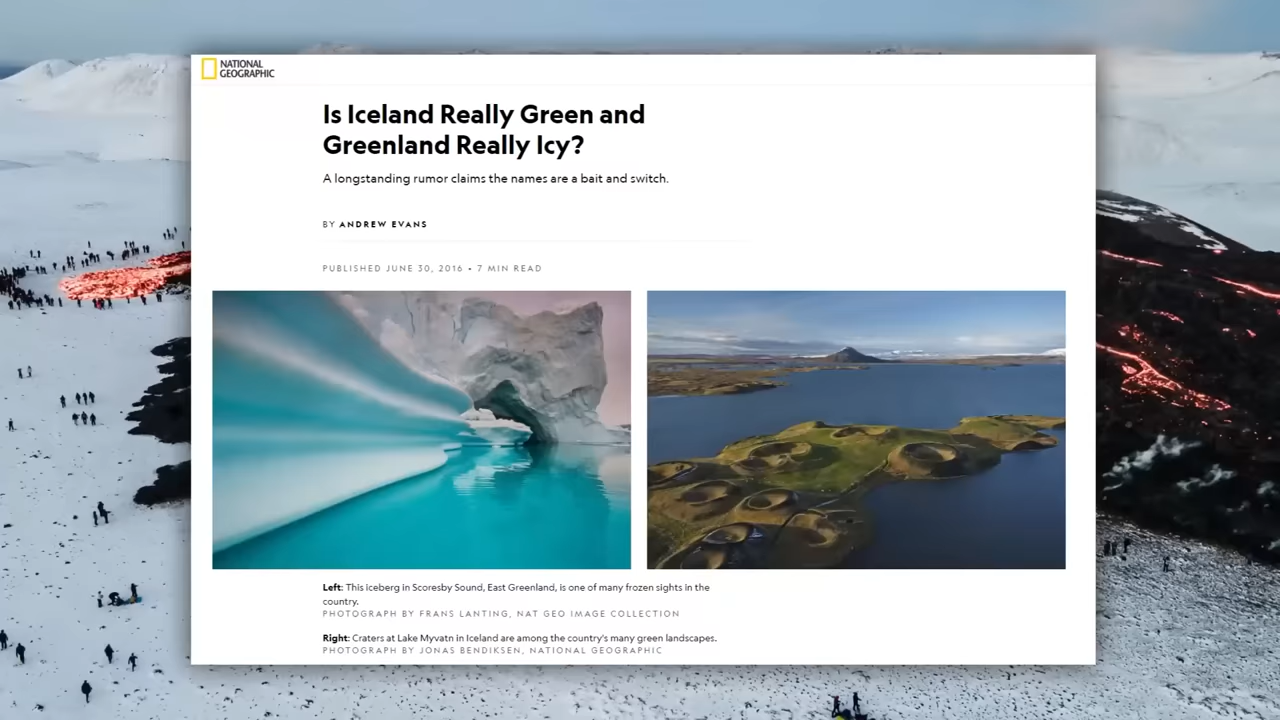 NATIONAL
GEOGRAPHIC
Is Iceland Really Green and
Greenland Really Icy?
A longstanding rumor claims the names are a bait and switch.
BY ANDREW EVANS
PUBLISHED JUNE 30, 2016 • 7 MIN READ
Left: This iceberg in Scoresby Sound, East Greenland, is one of many frozen sights in the
country.
PHOTOGRAPH BY FRANS LANTING, NAT GEO IMAGE COLLECTION
Right: Craters at Lake Myvatn in Iceland are among the country's many green landscapes.
PHOTOGRAPH BY JONAS BENDIKSEN, NATIONAL GEOGRAPHIC